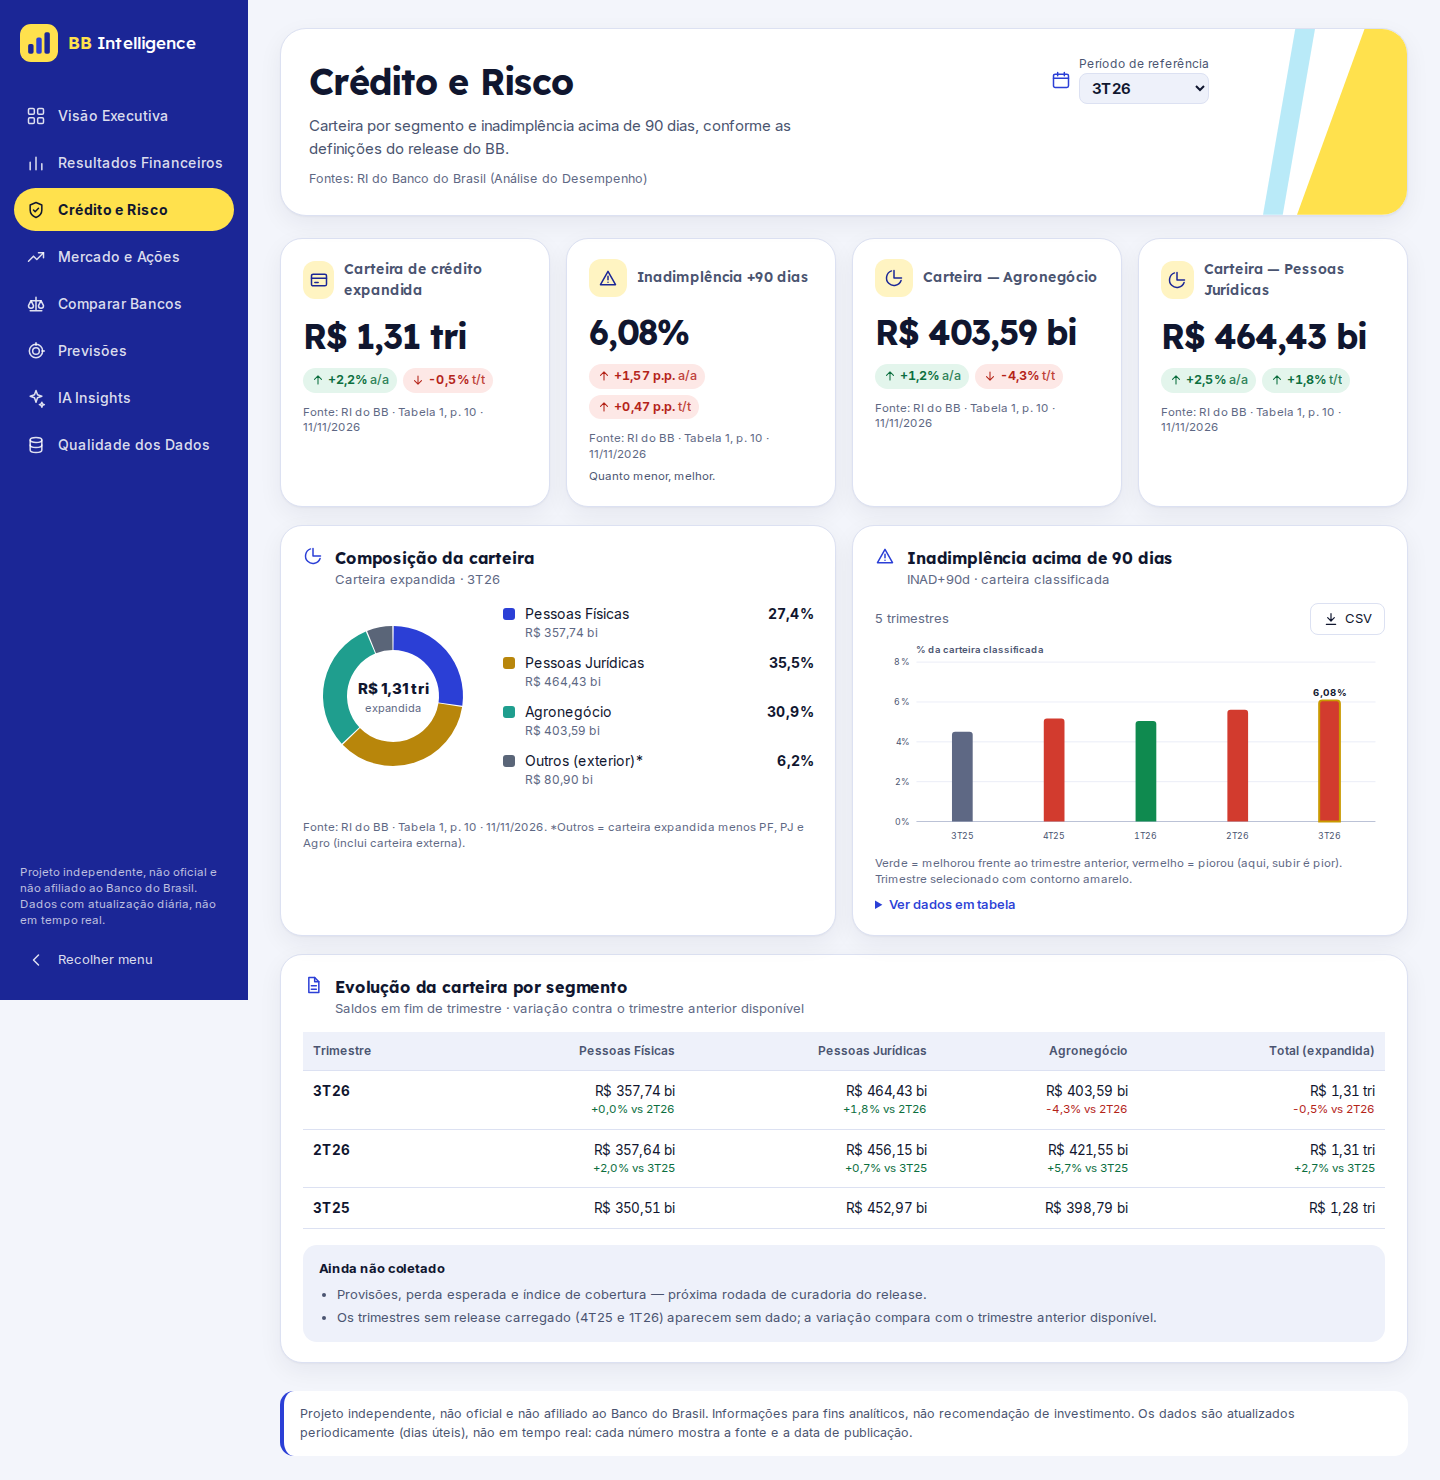 BB Intelligence
Visão Executiva
Resultados Financeiros
Crédito e Risco
Mercado e Ações
Comparar Bancos
Previsões
IA Insights
Qualidade dos Dados
Projeto independente, não oficial e
não afiliado ao Banco do Brasil.
Dados com atualização diária, não
em tempo real.
Recolher menu
Crédito e Risco
Carteira por segmento e inadimplência acima de 90 dias, conforme as
definições do release do BB.
Fontes: RI do Banco do Brasil (Análise do Desempenho)
Período de referência
3T26
Carteira de crédito
expandida
R$ 1,31 tri
↑ +2,2% a/a ↓ -0,5% t/t
Fonte: RI do BB · Tabela 1, p. 10 ·
11/11/2026
Inadimplência +90 dias
6,08%
↑ +1,57 p.p. a/a
↑ +0,47 p.p. t/t
Fonte: RI do BB · Tabela 1, p. 10 ·
11/11/2026
Quanto menor, melhor.
Carteira — Agronegócio
R$ 403,59 bi
↑ +1,2% a/a ↓ -4,3% t/t
Fonte: RI do BB · Tabela 1, p. 10 ·
11/11/2026
Carteira — Pessoas
Jurídicas
R$ 464,43 bi
↑ +2,5% a/a ↑ +1,8% t/t
Fonte: RI do BB · Tabela 1, p. 10 ·
11/11/2026
Composição da carteira
Carteira expandida · 3T26
R$ 1,31 tri
expandida
Pessoas Físicas 27,4%
R$ 357,74 bi
Pessoas Jurídicas 35,5%
R$ 464,43 bi
Agronegócio 30,9%
R$ 403,59 bi
Outros (exterior)* 6,2%
R$ 80,90 bi
Fonte: RI do BB · Tabela 1, p. 10 · 11/11/2026. *Outros = carteira expandida menos PF, PJ e
Agro (inclui carteira externa).
Inadimplência acima de 90 dias
INAD+90d · carteira classificada
5 trimestres
CSV
% da carteira classificada
8%
6%
4%
2%
0%
6,08%
3T25 4T25 1T26 2T26 3T26
Verde = melhorou frente ao trimestre anterior, vermelho = piorou (aqui, subir é pior).
Trimestre selecionado com contorno amarelo.
▶ Ver dados em tabela
Evolução da carteira por segmento
Saldos em fim de trimestre · variação contra o trimestre anterior disponível
Trimestre Pessoas Físicas Pessoas Jurídicas Agronegócio Total (expandida)
3T26 R$ 357,74 bi R$ 464,43 bi R$ 403,59 bi R$ 1,31 tri
+0,0% vs 2T26 +1,8% vs 2T26 -4,3% vs 2T26 -0,5% vs 2T26
2T26 R$ 357,64 bi R$ 456,15 bi R$ 421,55 bi R$ 1,31 tri
+2,0% vs 3T25 +0,7% vs 3T25 +5,7% vs 3T25 +2,7% vs 3T25
3T25 R$ 350,51 bi R$ 452,97 bi R$ 398,79 bi R$ 1,28 tri
Ainda não coletado
• Provisões, perda esperada e índice de cobertura — próxima rodada de curadoria do release.
• Os trimestres sem release carregado (4T25 e 1T26) aparecem sem dado; a variação compara com o trimestre anterior disponível.
Projeto independente, não oficial e não afiliado ao Banco do Brasil. Informações para fins analíticos, não recomendação de investimento. Os dados são atualizados
periodicamente (dias úteis), não em tempo real: cada número mostra a fonte e a data de publicação.